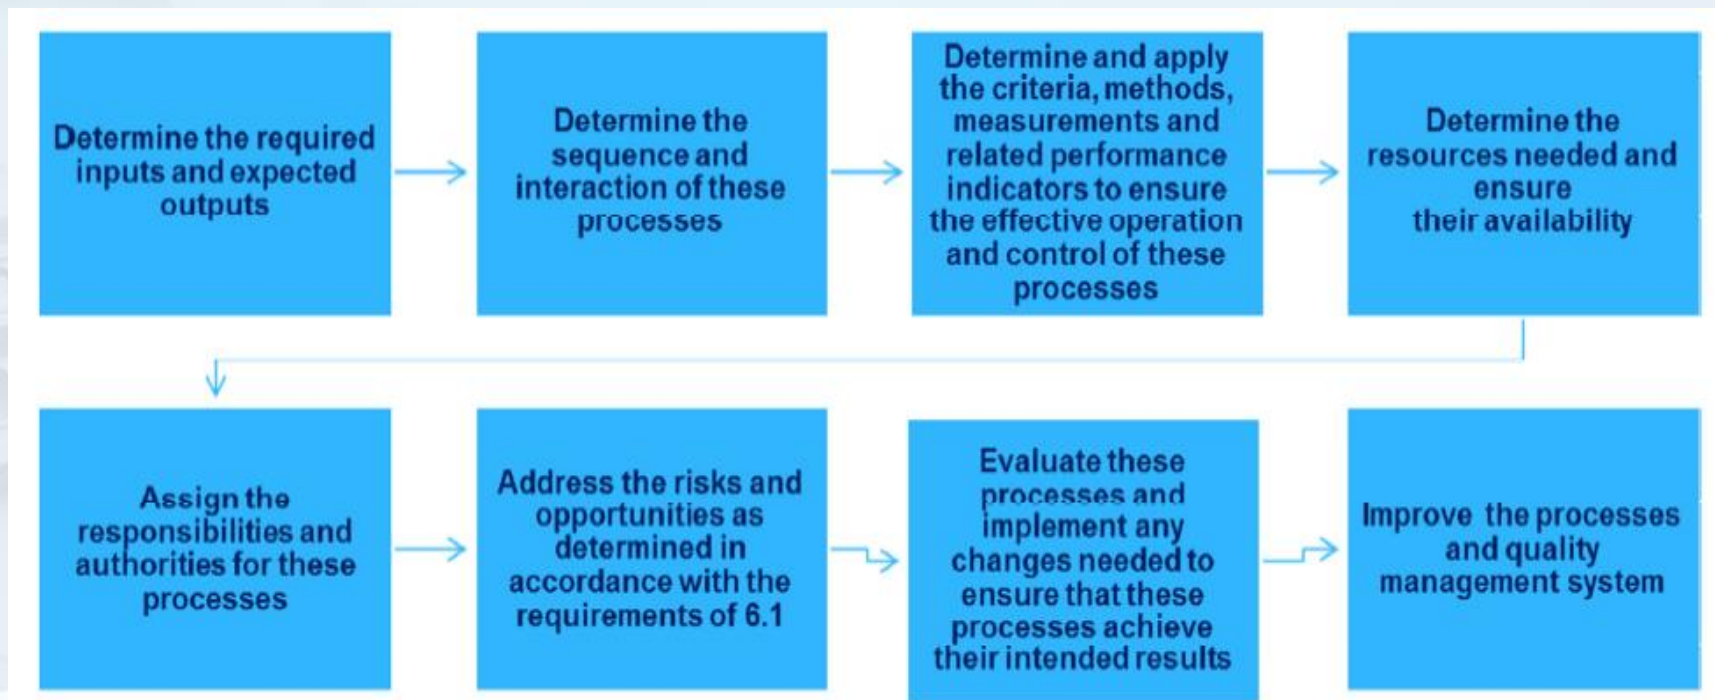 Determine the required
inputs and expected
outputs
Determine the
sequence and
interaction of these
processes
Determine and apply
the criteria, methods,
measurements and
related performance
indicators to ensure
the effective operation
and control of these
processes
Determine the
resources needed and
ensure
their availability
Assign the
responsibilities and
authorities for these
processes
Address the risks and
opportunities as
determined in
accordance with the
requirements of 6.1
Evaluate these
processes and
implement any
changes needed to
ensure that these
processes achieve
their intended results
Improve the processes
and quality
management system